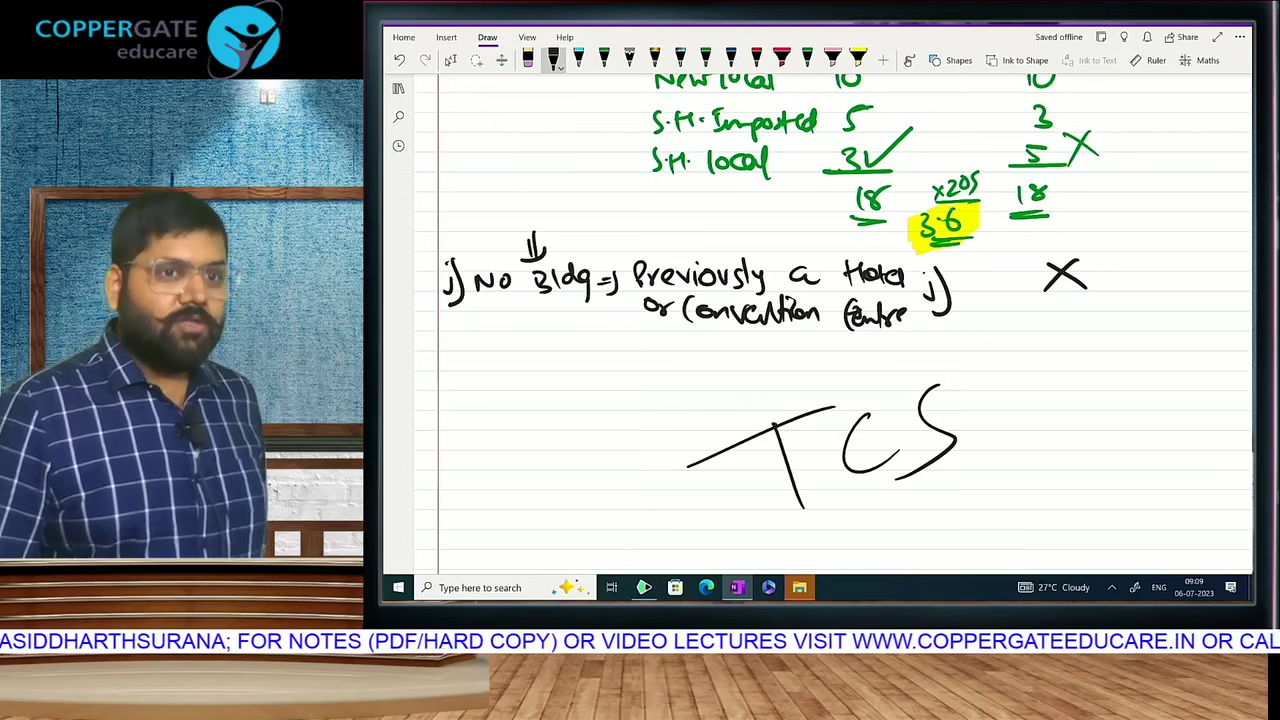 COPPERGATE
educare
Home Insert Draw View Help
Saved offline Share
Shapes Ink to Shape Ink to Text Ruler Maths
New local 10 10
S.H. Imported 5 3
S.H. local 3 5
18 x20% 18
3.6
j) No Bldg => Previously a Hotel j)
or Convention Centre
TCS
Type here to search
27°C Cloudy ENG 09:09
06-07-2023
ASIDDHARTHSURANA; FOR NOTES (PDF/HARD COPY) OR VIDEO LECTURES VISIT WWW.COPPERGATEEDUCARE.IN OR CAL